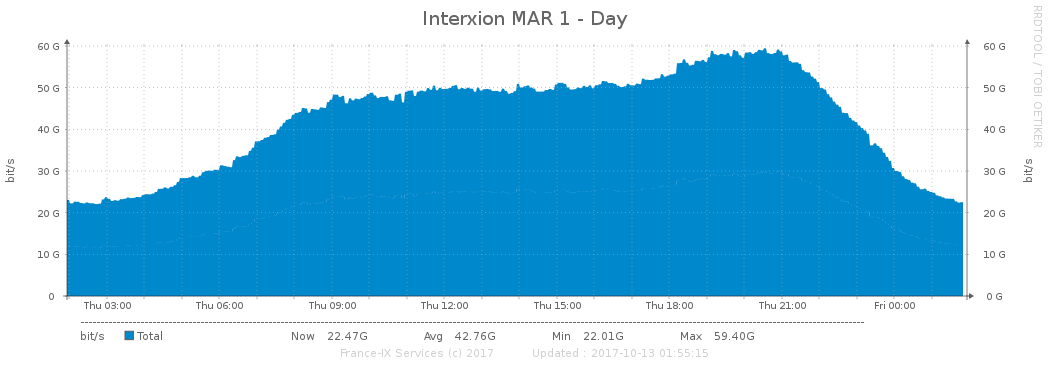 Interxion MAR 1 - Day
RRDTOOL / TOBI OETIKER
60 G 60 G
50 G 50 G
40 G 40 G
30 G 30 G
20 G 20 G
10 G 10 G
0 0 G
bit/s bit/s
Thu 03:00 Thu 06:00 Thu 09:00 Thu 12:00 Thu 15:00 Thu 18:00 Thu 21:00 Fri 00:00
bit/s Total Now 22.47G Avg 42.76G Min 22.01G Max 59.40G
France-IX Services (c) 2017 Updated : 2017-10-13 01:55:15